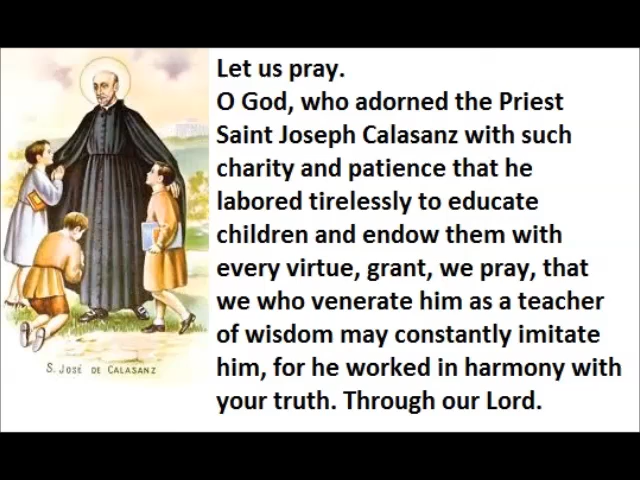 Let us pray.
O God, who adorned the Priest
Saint Joseph Calasanz with such
charity and patience that he
labored tirelessly to educate
children and endow them with
every virtue, grant, we pray, that
we who venerate him as a teacher
of wisdom may constantly imitate
him, for he worked in harmony with
your truth. Through our Lord.
S. JOSÉ DE CALASANZ